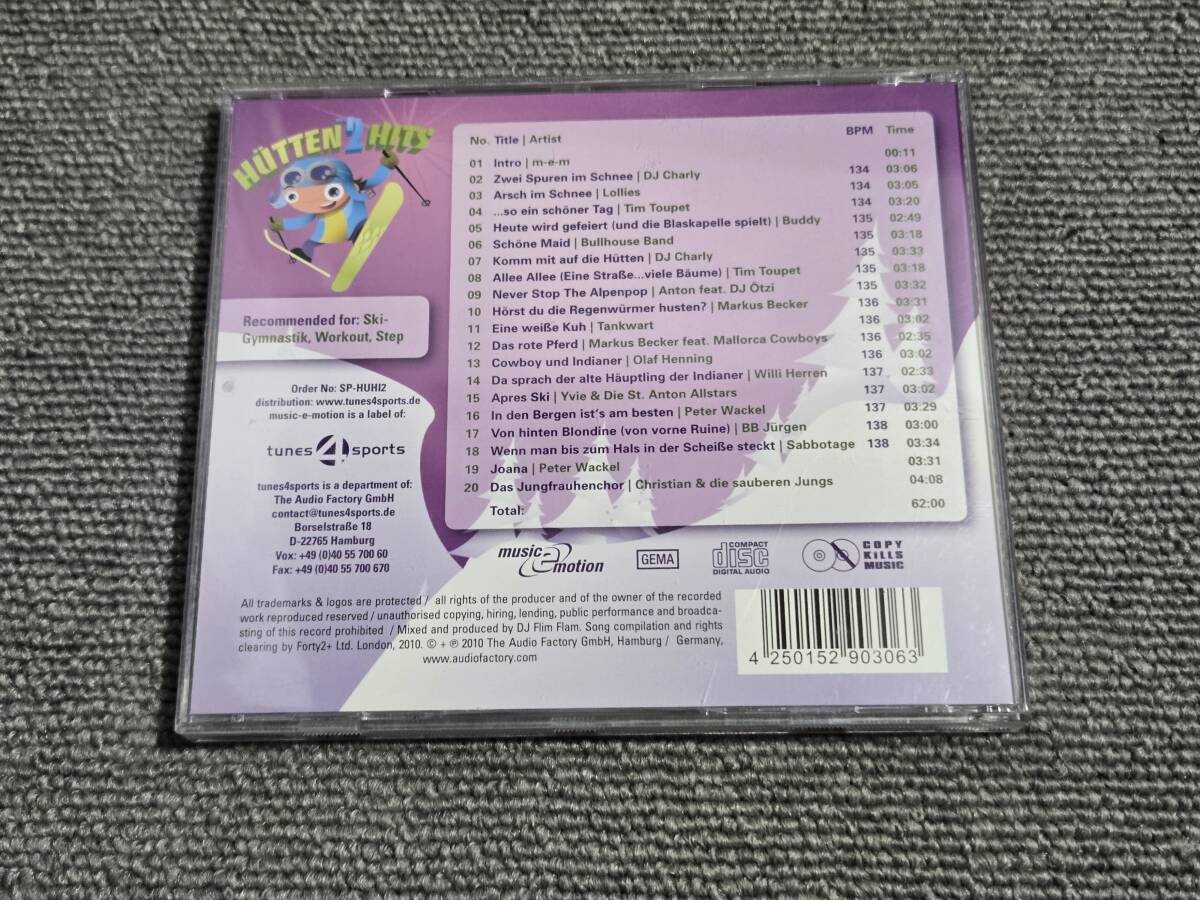 HÜTTEN 2 HITS
Recommended for: Ski-
Gymnastik, Workout, Step
Order No: SP-HUHI2
distribution: www.tunes4sports.de
music-e-motion is a label of:
tunes 4 sports
tunes4sports is a department of:
The Audio Factory GmbH
contact@tunes4sports.de
Borselstraße 18
D-22765 Hamburg
Vox: +49 (0)40 55 700 60
Fax: +49 (0)40 55 700 670
No. Title | Artist BPM Time
01 Intro | m-e-m 00:11
02 Zwei Spuren im Schnee | DJ Charly 134 03:06
03 Arsch im Schnee | Lollies 134 03:05
04 ...so ein schöner Tag | Tim Toupet 134 03:20
05 Heute wird gefeiert (und die Blaskapelle spielt) | Buddy 135 02:49
06 Schöne Maid | Bullhouse Band 135 03:18
07 Komm mit auf die Hütten | DJ Charly 135 03:33
08 Allee Allee (Eine Straße...viele Bäume) | Tim Toupet 135 03:18
09 Never Stop The Alpenpop | Anton feat. DJ Ötzi 135 03:32
10 Hörst du die Regenwürmer husten? | Markus Becker 136 03:31
11 Eine weiße Kuh | Tankwart 136 03:02
12 Das rote Pferd | Markus Becker feat. Mallorca Cowboys 136 02:35
13 Cowboy und Indianer | Olaf Henning 136 03:02
14 Da sprach der alte Häuptling der Indianer | Willi Herren 137 02:33
15 Apres Ski | Yvie & Die St. Anton Allstars 137 03:02
16 In den Bergen ist's am besten | Peter Wackel 137 03:29
17 Von hinten Blondine (von vorne Ruine) | BB Jürgen 138 03:00
18 Wenn man bis zum Hals in der Scheiße steckt | Sabbotage 138 03:34
19 Joana | Peter Wackel 03:31
20 Das Jungfrauhenchor | Christian & die sauberen Jungs 04:08
Total: 62:00
music e motion
GEMA
COMPACT
disc
DIGITAL AUDIO
COPY
KILLS
MUSIC
All trademarks & logos are protected / all rights of the producer and of the owner of the recorded
work reproduced reserved / unauthorised copying, hiring, lending, public performance and broadca-
sting of this record prohibited / Mixed and produced by DJ Flim Flam. Song compilation and rights
clearing by Forty2+ Ltd. London, 2010. © + ℗ 2010 The Audio Factory GmbH, Hamburg / Germany,
www.audiofactory.com
4 250152 903063